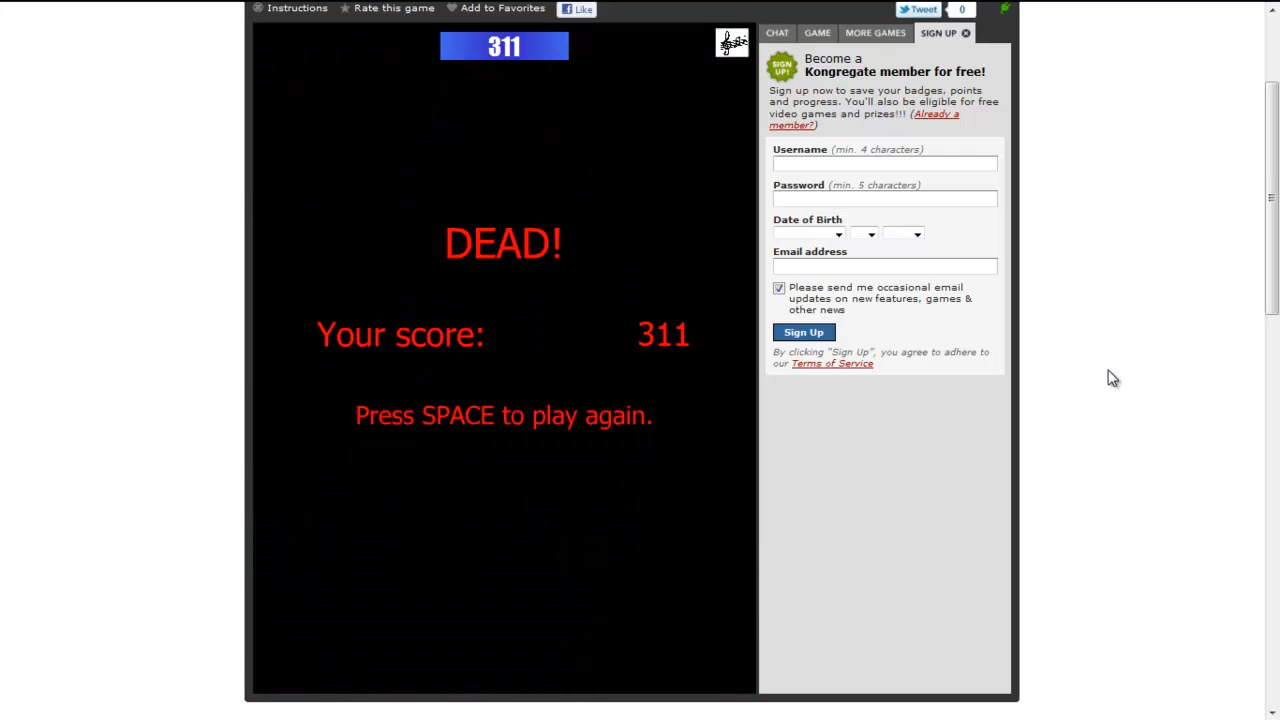 Instructions Rate this game Add to Favorites Like Tweet 0
311
DEAD!
Your score: 311
Press SPACE to play again.
CHAT GAME MORE GAMES SIGN UP
SIGN UP!
Become a
Kongregate member for free!
Sign up now to save your badges, points
and progress. You'll also be eligible for free
video games and prizes!!! (Already a
member?)
Username (min. 4 characters)
Password (min. 5 characters)
Date of Birth
Email address
Please send me occasional email
updates on new features, games &
other news
Sign Up
By clicking "Sign Up", you agree to adhere to
our Terms of Service